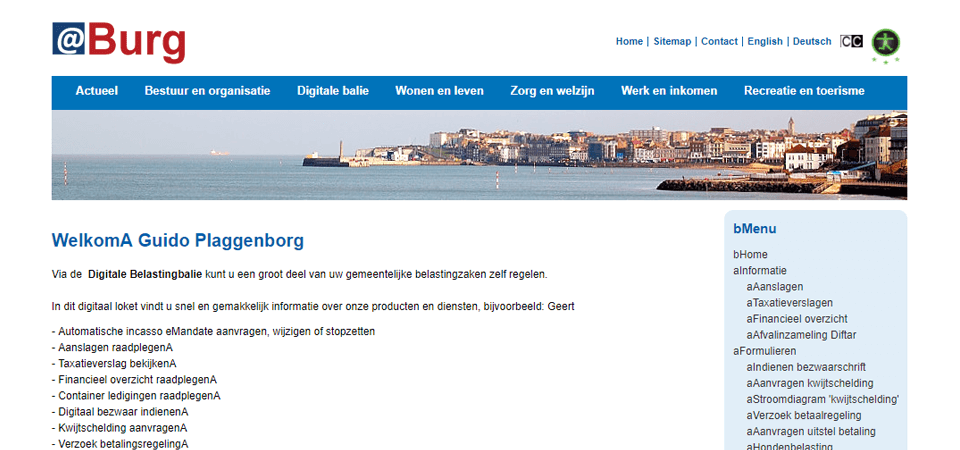 @Burg
Home | Sitemap | Contact | English | Deutsch CC
Actueel Bestuur en organisatie Digitale balie Wonen en leven Zorg en welzijn Werk en inkomen Recreatie en toerisme
WelkomA Guido Plaggenborg
Via de Digitale Belastingbalie kunt u een groot deel van uw gemeentelijke belastingzaken zelf regelen.
In dit digitaal loket vindt u snel en gemakkelijk informatie over onze producten en diensten, bijvoorbeeld: Geert
- Automatische incasso eMandate aanvragen, wijzigen of stopzetten
- Aanslagen raadplegenA
- Taxatieverslag bekijkenA
- Financieel overzicht raadplegenA
- Container ledigingen raadplegenA
- Digitaal bezwaar indienenA
- Kwijtschelding aanvragenA
- Verzoek betalingsregelingA
bMenu
bHome
aInformatie
aAanslagen
aTaxatieverslagen
aFinancieel overzicht
aAfvalinzameling Diftar
aFormulieren
aIndienen bezwaarschrift
aAanvragen kwijtschelding
aStroomdiagram 'kwijtschelding'
aVerzoek betaalregeling
aAanvragen uitstel betaling
aHondenbelasting